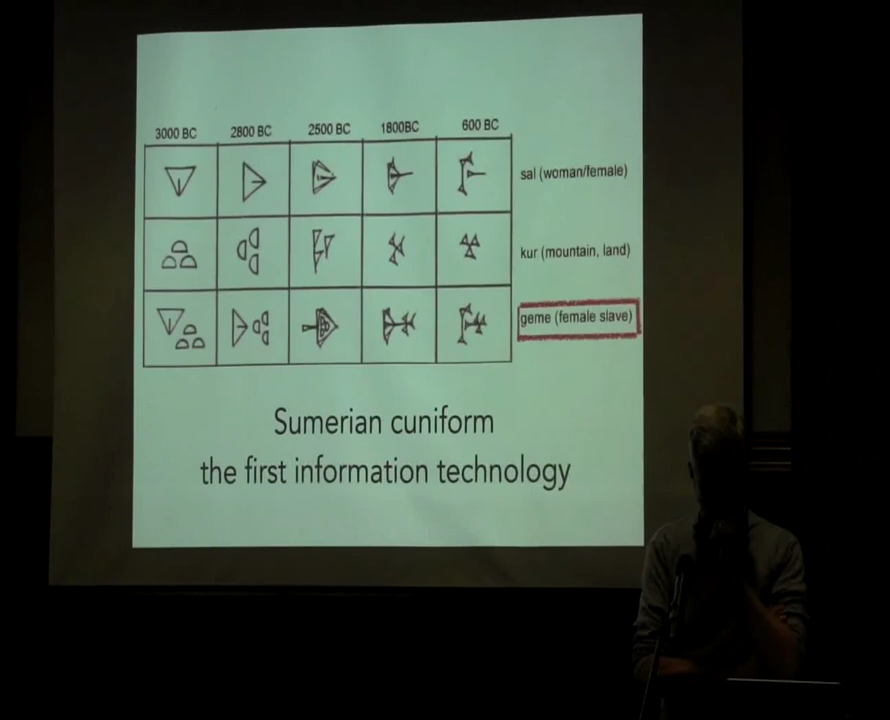 3000 BC 2800 BC 2500 BC 1800BC 600 BC
sal (woman/female)
kur (mountain, land)
geme (female slave)
Sumerian cuniform
the first information technology